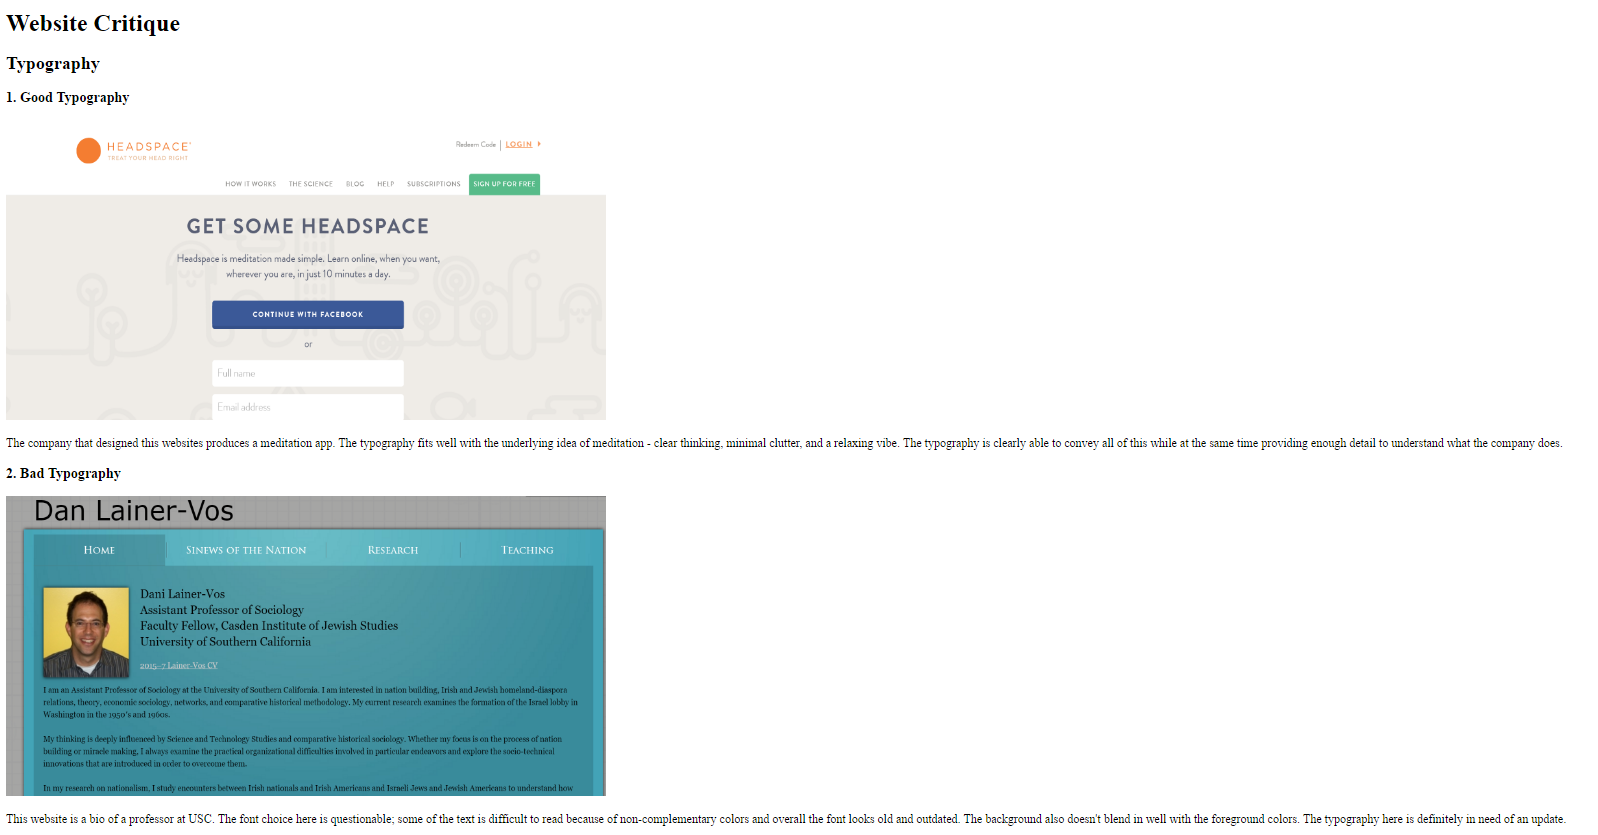 Website Critique
Typography
1. Good Typography
HEADSPACE
TREAT YOUR HEAD RIGHT
Redeem Code | LOGIN
HOW IT WORKS THE SCIENCE BLOG HELP SUBSCRIPTIONS SIGN UP FOR FREE
GET SOME HEADSPACE
Headspace is meditation made simple. Learn online, when you want,
wherever you are, in just 10 minutes a day.
CONTINUE WITH FACEBOOK
or
Full name
Email address
The company that designed this websites produces a meditation app. The typography fits well with the underlying idea of meditation - clear thinking, minimal clutter, and a relaxing vibe. The typography is clearly able to convey all of this while at the same time providing enough detail to understand what the company does.
2. Bad Typography
Dan Lainer-Vos
Home Sinews of the Nation Research Teaching
Dani Lainer-Vos
Assistant Professor of Sociology
Faculty Fellow, Casden Institute of Jewish Studies
University of Southern California
2015-7 Lainer-Vos CV
I am an Assistant Professor of Sociology at the University of Southern California. I am interested in nation building, Irish and Jewish homeland-diaspora
relations, theory, economic sociology, networks, and comparative historical methodology. My current research examines the formation of the Israel lobby in
Washington in the 1950's and 1960s.
My thinking is deeply influenced by Science and Technology Studies and comparative historical sociology. Whether my focus is on the process of nation
building or miracle making, I always examine the practical organizational difficulties involved in particular endeavors and explore the socio-technical
innovations that are introduced in order to overcome them.
In my research on nationalism, I study encounters between Irish nationals and Irish Americans and Israeli Jews and Jewish Americans to understand how
This website is a bio of a professor at USC. The font choice here is questionable; some of the text is difficult to read because of non-complementary colors and overall the font looks old and outdated. The background also doesn't blend in well with the foreground colors. The typography here is definitely in need of an update.